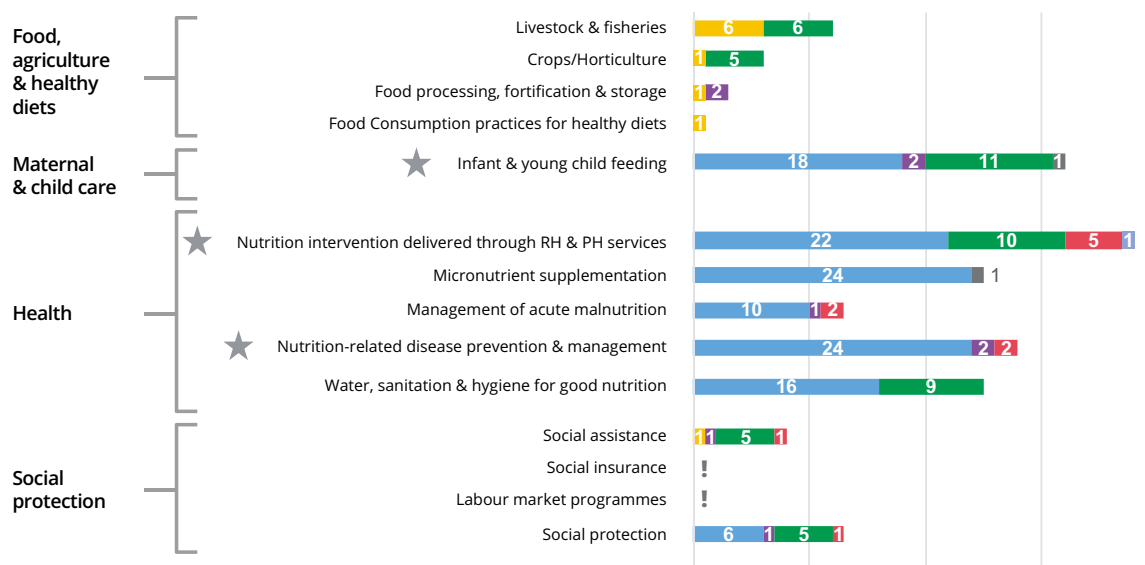 Food,
agriculture
& healthy
diets
Livestock & fisheries
6 6
Crops/Horticulture
1 5
Food processing, fortification & storage
1 2
Food Consumption practices for healthy diets
1
Maternal
& child care
Infant & young child feeding
18 2 11 1
Health
Nutrition intervention delivered through RH & PH services
22 10 5 1
Micronutrient supplementation
24 1
Management of acute malnutrition
10 1 2
Nutrition-related disease prevention & management
24 2 2
Water, sanitation & hygiene for good nutrition
16 9
Social
protection
Social assistance
1 1 5 1
Social insurance
!
Labour market programmes
!
Social protection
6 1 5 1